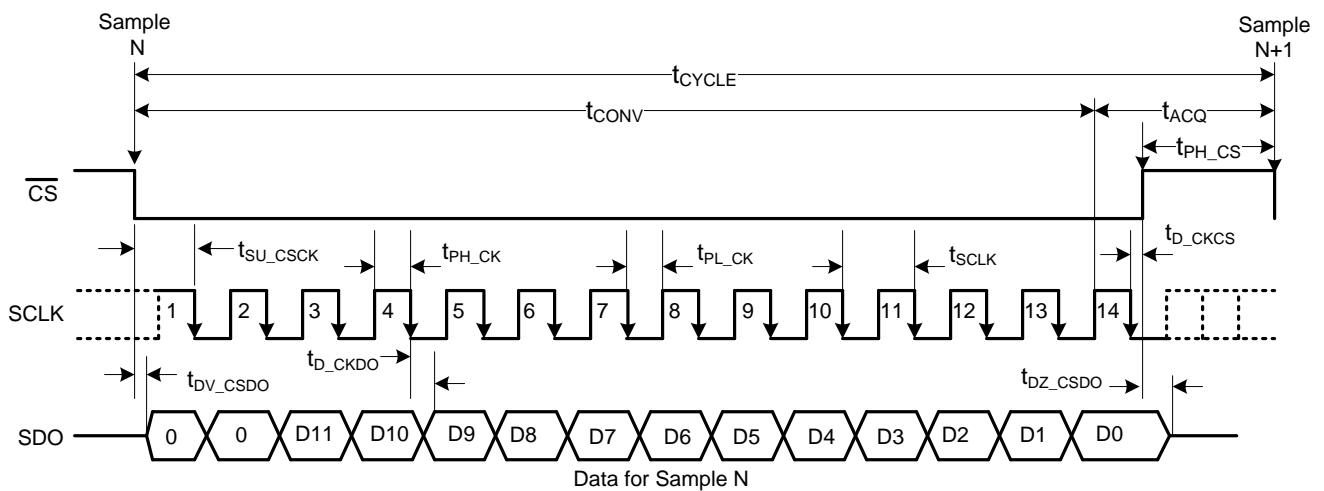 Sample
N
Sample
N+1
tCYCLE
tCONV
tACQ
tPH_CS
CS
tSU_CSCK
tPH_CK
tPL_CK
tSCLK
tD_CKCS
SCLK
1 2 3 4 5 6 7 8 9 10 11 12 13 14
tD_CKDO
tDV_CSDO
tDZ_CSDO
SDO
0 0 D11 D10 D9 D8 D7 D6 D5 D4 D3 D2 D1 D0
Data for Sample N